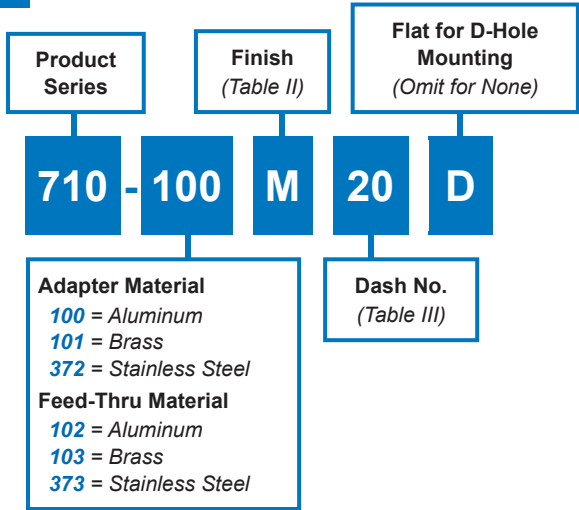 Product
Series
Finish
(Table II)
Flat for D-Hole
Mounting
(Omit for None)
710 - 100 M 20 D
Adapter Material
100 = Aluminum
101 = Brass
372 = Stainless Steel
Feed-Thru Material
102 = Aluminum
103 = Brass
373 = Stainless Steel
Dash No.
(Table III)